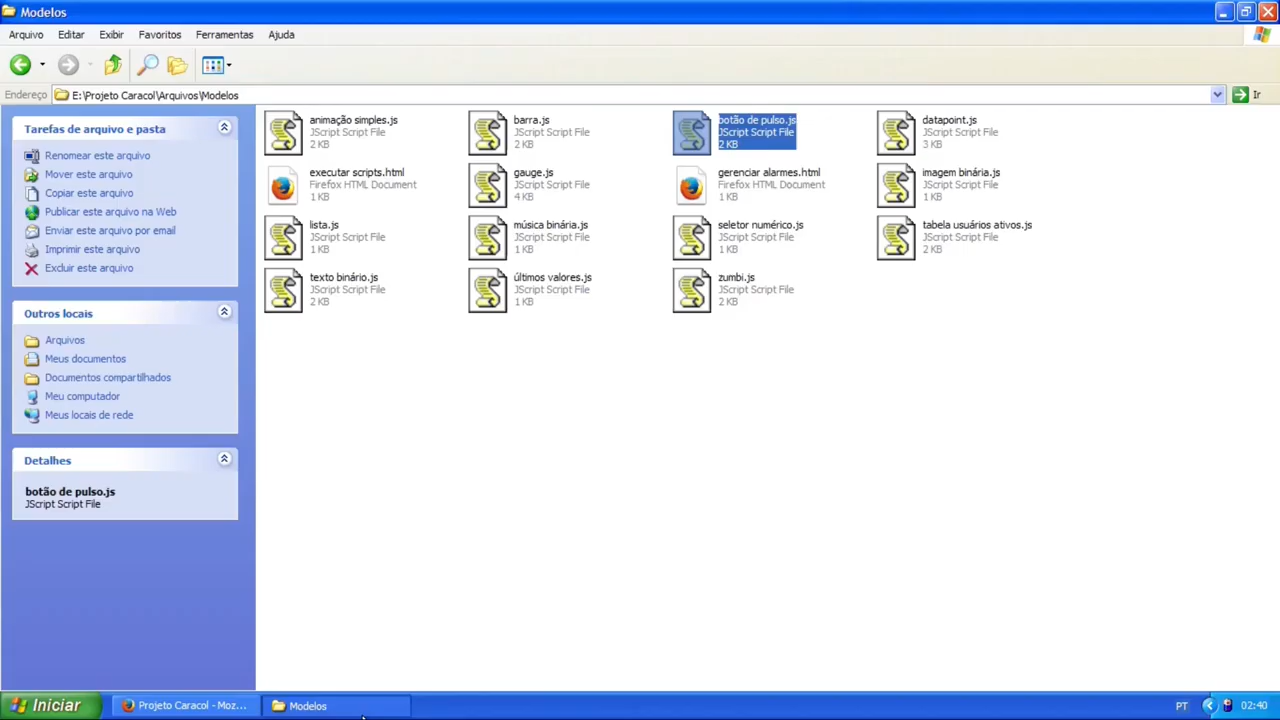 Modelos
Arquivo Editar Exibir Favoritos Ferramentas Ajuda
Endereço E:\Projeto Caracol\Arquivos\Modelos Ir
Tarefas de arquivo e pasta
Renomear este arquivo
Mover este arquivo
Copiar este arquivo
Publicar este arquivo na Web
Enviar este arquivo por email
Imprimir este arquivo
Excluir este arquivo
Outros locais
Arquivos
Meus documentos
Documentos compartilhados
Meu computador
Meus locais de rede
Detalhes
botão de pulso.js
JScript Script File
animação simples.js
JScript Script File
2 KB
barra.js
JScript Script File
2 KB
botão de pulso.js
JScript Script File
2 KB
datapoint.js
JScript Script File
3 KB
executar scripts.html
Firefox HTML Document
1 KB
gauge.js
JScript Script File
4 KB
gerenciar alarmes.html
Firefox HTML Document
1 KB
imagem binária.js
JScript Script File
1 KB
lista.js
JScript Script File
1 KB
música binária.js
JScript Script File
1 KB
seletor numérico.js
JScript Script File
1 KB
tabela usuários ativos.js
JScript Script File
2 KB
texto binário.js
JScript Script File
2 KB
últimos valores.js
JScript Script File
1 KB
zumbi.js
JScript Script File
2 KB
Iniciar Projeto Caracol - Moz... Modelos PT 02:40